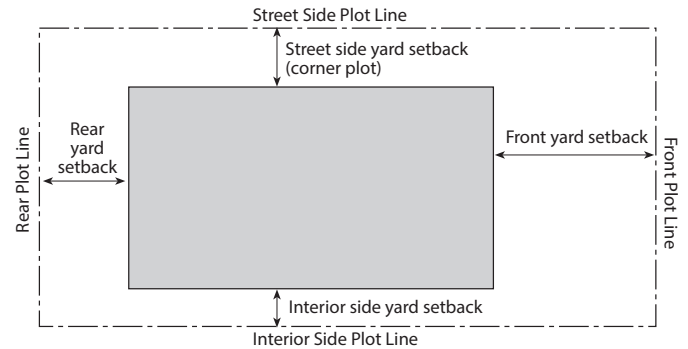 Street Side Plot Line
Street side yard setback
(corner plot)
Rear Plot Line
Rear
yard
setback
Front yard setback
Front Plot Line
Interior side yard setback
Interior Side Plot Line